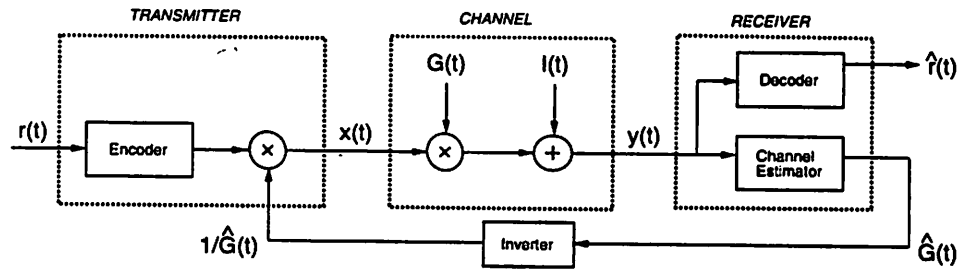 TRANSMITTER
CHANNEL
RECEIVER
G(t)
I(t)
r(t)
Encoder
×
x(t)
×
+
y(t)
Decoder
r̂(t)
Channel
Estimator
1/Ĝ(t)
Inverter
Ĝ(t)